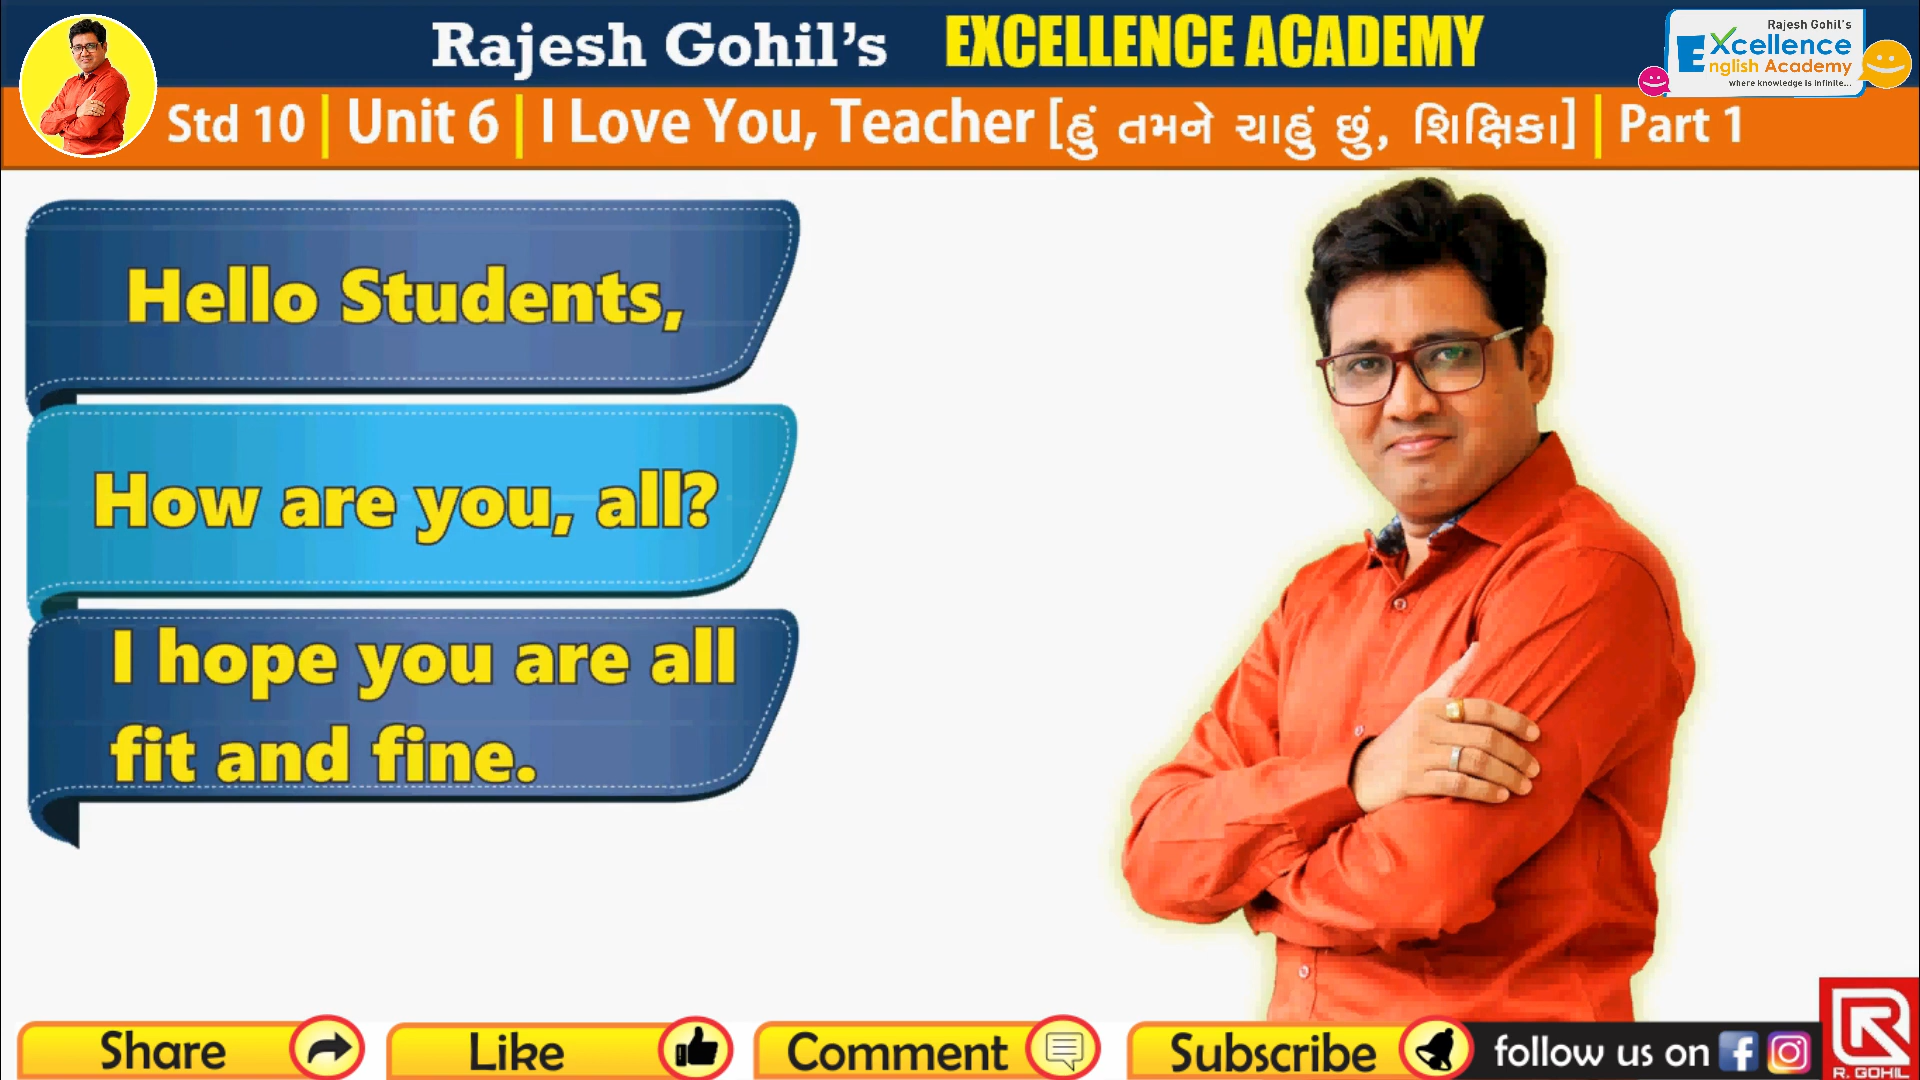 Rajesh Gohil's EXCELLENCE ACADEMY
Rajesh Gohil's
Excellence
English Academy
where knowledge is infinite...
Std 10 | Unit 6 | I Love You, Teacher [હું તમને ચાહું છું, શિક્ષિકા] | Part 1
Hello Students,
How are you, all?
I hope you are all
fit and fine.
Share
Like
Comment
Subscribe
follow us on
R. GOHIL